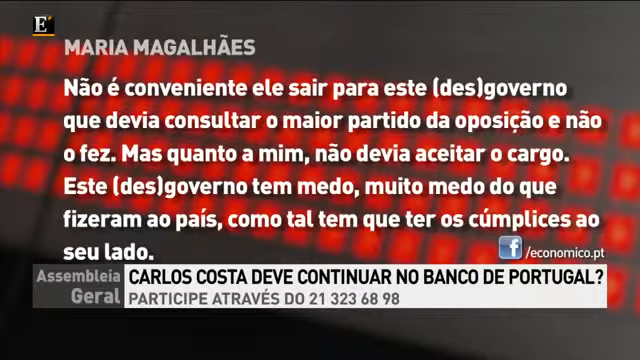 E
MARIA MAGALHÃES
Não é conveniente ele sair para este (des)governo
que devia consultar o maior partido da oposição e não
o fez. Mas quanto a mim, não devia aceitar o cargo.
Este (des)governo tem medo, muito medo do que
fizeram ao país, como tal tem que ter os cúmplices ao
seu lado.
f /economico.pt
Assembleia
Geral
CARLOS COSTA DEVE CONTINUAR NO BANCO DE PORTUGAL?
PARTICIPE ATRAVÉS DO 21 323 68 98